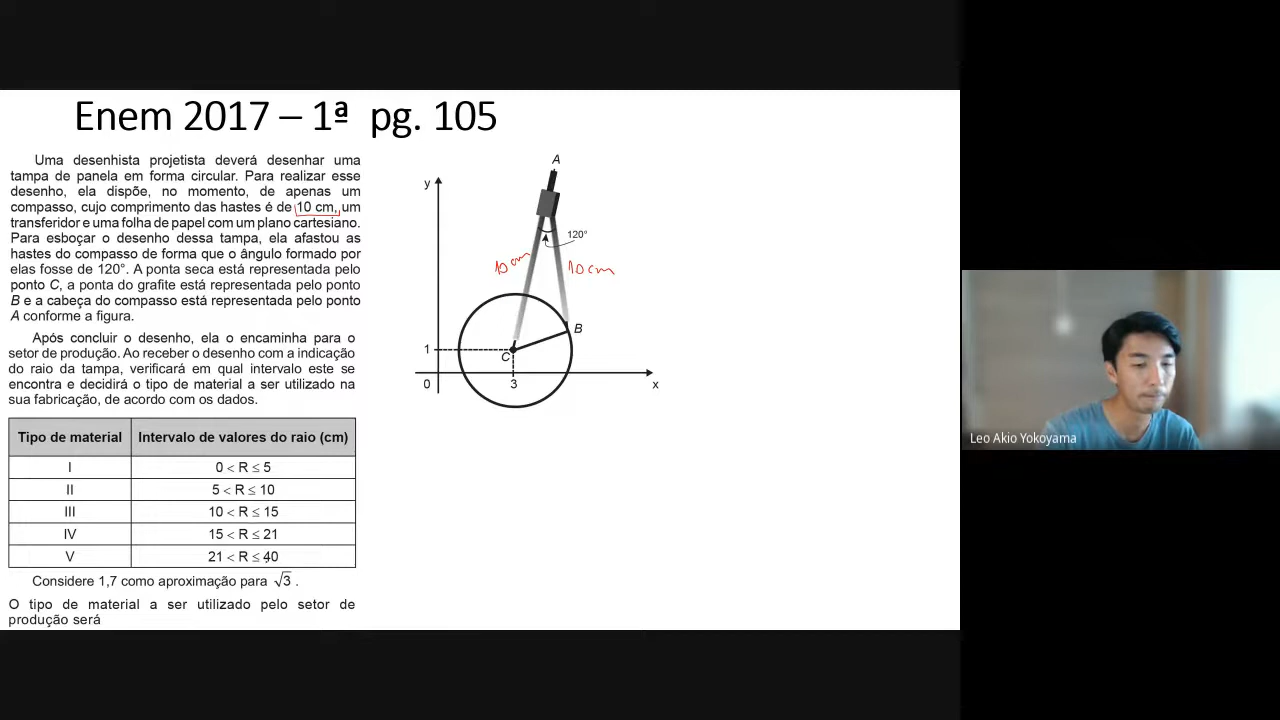 Enem 2017 – 1ª pg. 105
Uma desenhista projetista deverá desenhar uma
tampa de panela em forma circular. Para realizar esse
desenho, ela dispõe, no momento, de apenas um
compasso, cujo comprimento das hastes é de 10 cm, um
transferidor e uma folha de papel com um plano cartesiano.
Para esboçar o desenho dessa tampa, ela afastou as
hastes do compasso de forma que o ângulo formado por
elas fosse de 120°. A ponta seca está representada pelo
ponto C, a ponta do grafite está representada pelo ponto
B e a cabeça do compasso está representada pelo ponto
A conforme a figura.
Após concluir o desenho, ela o encaminha para o
setor de produção. Ao receber o desenho com a indicação
do raio da tampa, verificará em qual intervalo este se
encontra e decidirá o tipo de material a ser utilizado na
sua fabricação, de acordo com os dados.
Tipo de material Intervalo de valores do raio (cm)
I 0 < R ≤ 5
II 5 < R ≤ 10
III 10 < R ≤ 15
IV 15 < R ≤ 21
V 21 < R ≤ 40
Considere 1,7 como aproximação para √3 .
O tipo de material a ser utilizado pelo setor de
produção será
A
y
120°
10 cm
10 cm
B
1
C
0
3
x
Leo Akio Yokoyama